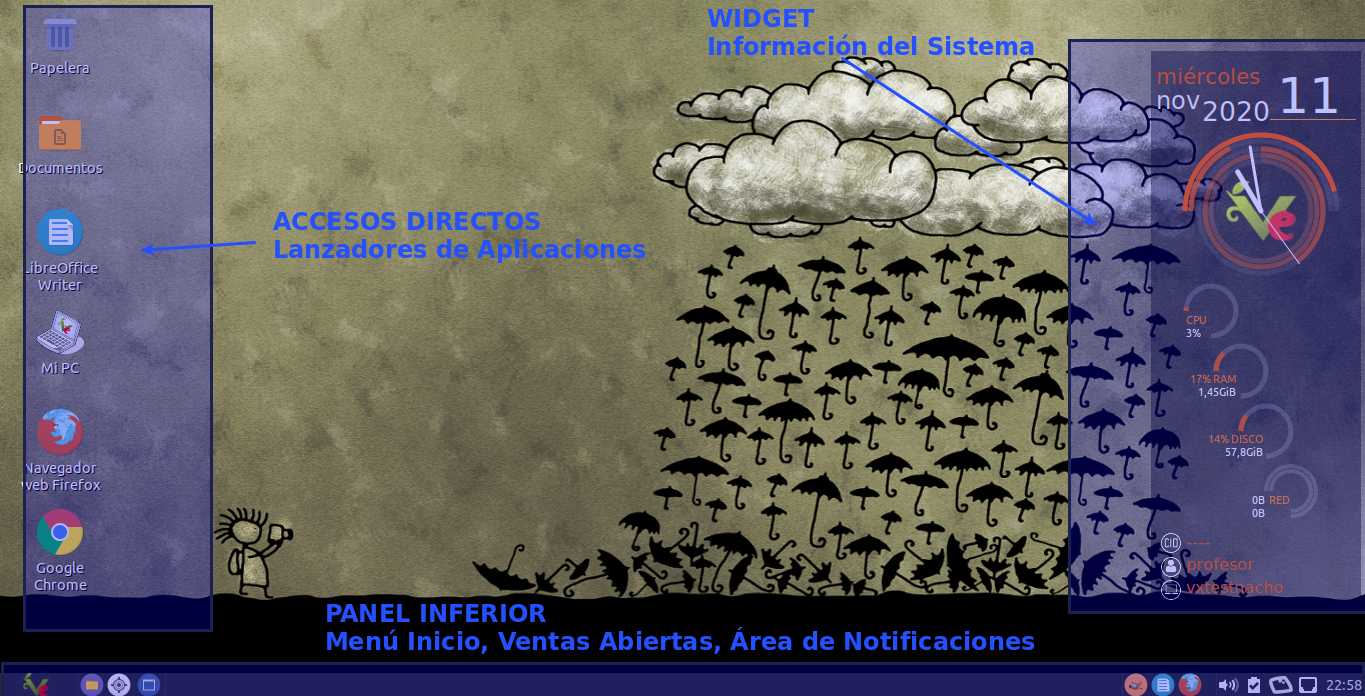 Papelera
Documentos
LibreOffice
Writer
Mi PC
Navegador
web Firefox
Google
Chrome
ACCESOS DIRECTOS
Lanzadores de Aplicaciones
WIDGET
Información del Sistema
miércoles
nov 2020 11
CPU
3%
17% RAM
1,45GiB
14% DISCO
57,8GiB
0B RED
0B
CID ----
profesor
vxtestnacho
PANEL INFERIOR
Menú Inicio, Ventas Abiertas, Área de Notificaciones
22:58